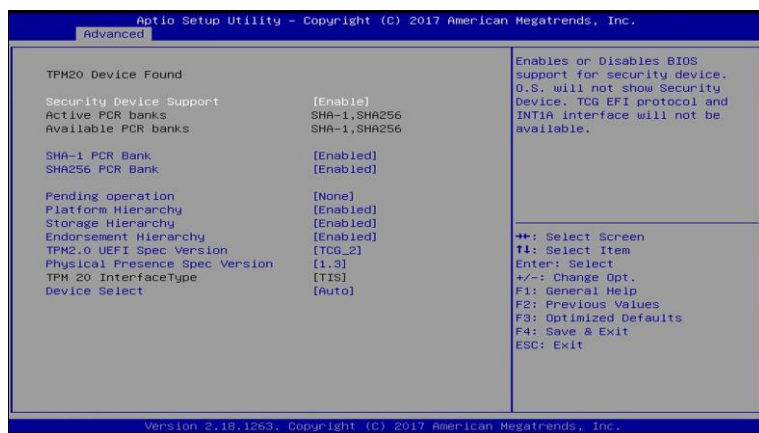 Aptio Setup Utility – Copyright (C) 2017 American Megatrends, Inc.
Advanced
TPM20 Device Found
Security Device Support [Enable]
Active PCR banks SHA-1,SHA256
Available PCR banks SHA-1,SHA256
SHA-1 PCR Bank [Enabled]
SHA256 PCR Bank [Enabled]
Pending operation [None]
Platform Hierarchy [Enabled]
Storage Hierarchy [Enabled]
Endorsement Hierarchy [Enabled]
TPM2.0 UEFI Spec Version [TCG_2]
Physical Presence Spec Version [1.3]
TPM 20 InterfaceType [TIS]
Device Select [Auto]
Enables or Disables BIOS
support for security device.
O.S. will not show Security
Device. TCG EFI protocol and
INT1A interface will not be
available.
→←: Select Screen
↑↓: Select Item
Enter: Select
+/-: Change Opt.
F1: General Help
F2: Previous Values
F3: Optimized Defaults
F4: Save & Exit
ESC: Exit
Version 2.18.1263. Copyright (C) 2017 American Megatrends, Inc.